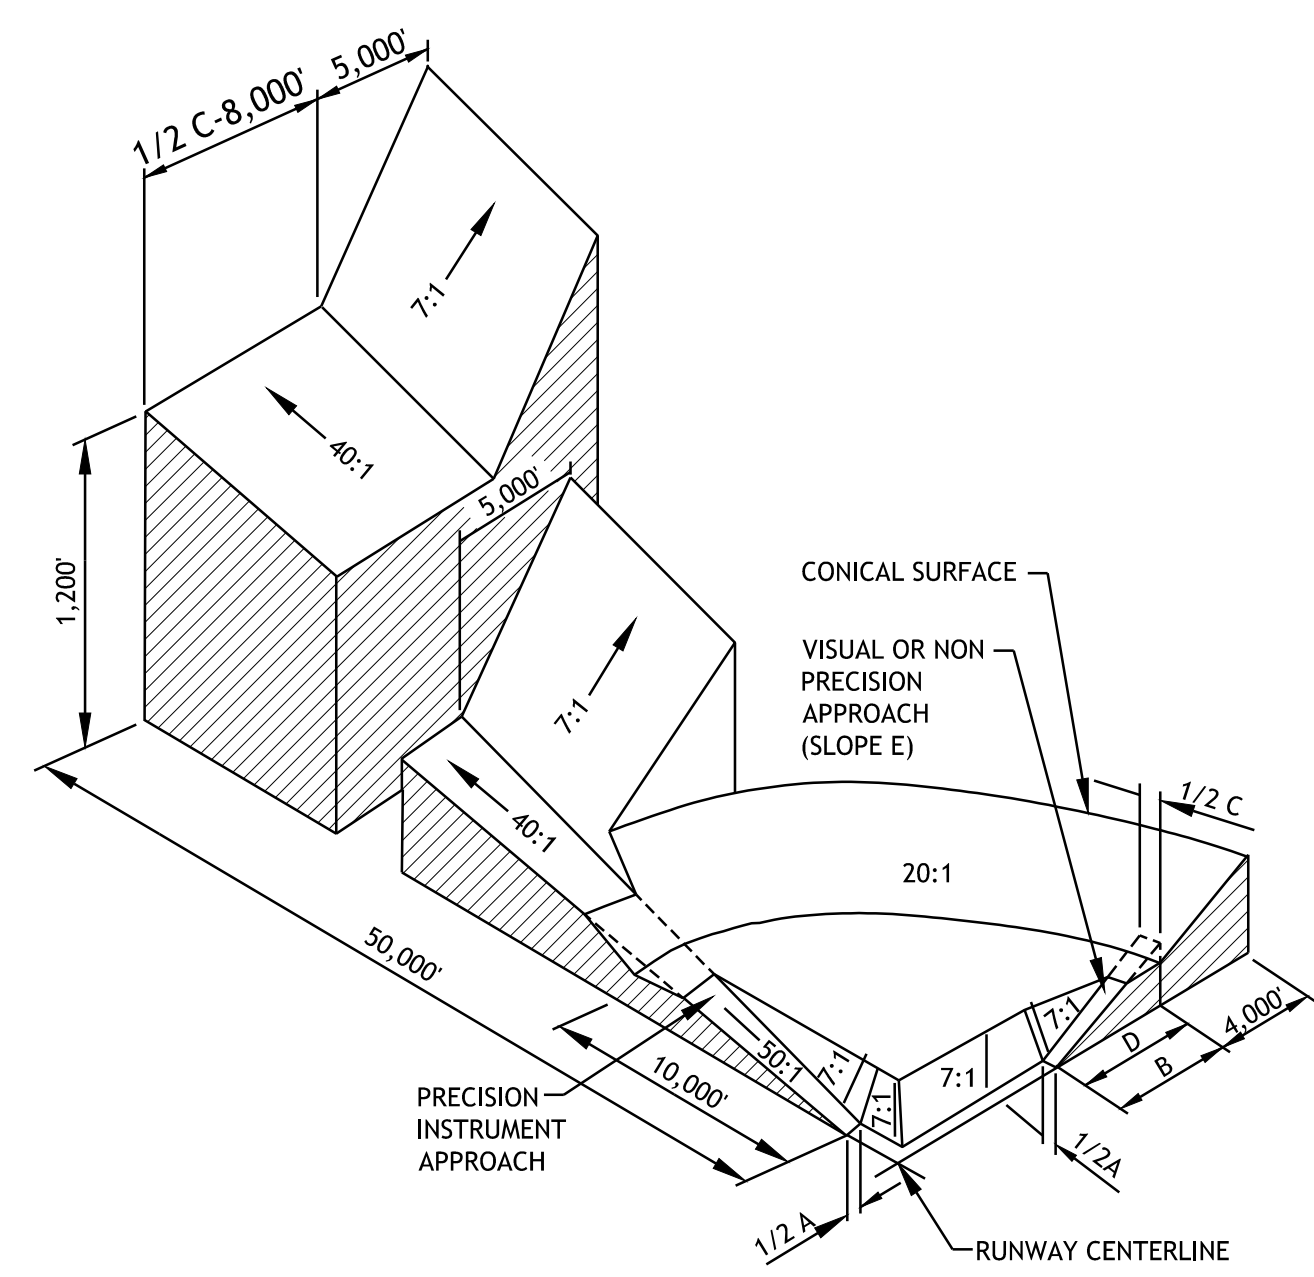 5,000'
1/2 C-8,000'
7:1
40:1
5,000'
1,200'
7:1
CONICAL SURFACE
VISUAL OR NON
PRECISION
APPROACH
(SLOPE E)
1/2 C
40:1
20:1
50,000'
4,000'
7:1
D
B
50:1
7:1
7:1
7:1
10,000'
PRECISION
INSTRUMENT
APPROACH
1/2A
1/2 A
RUNWAY CENTERLINE